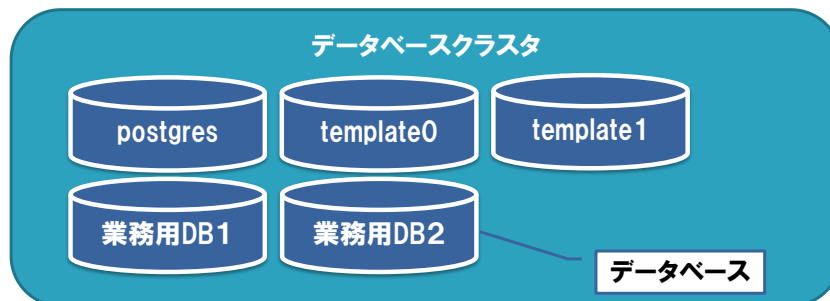 データベースクラスタ
postgres
template0
template1
業務用DB1
業務用DB2
データベース